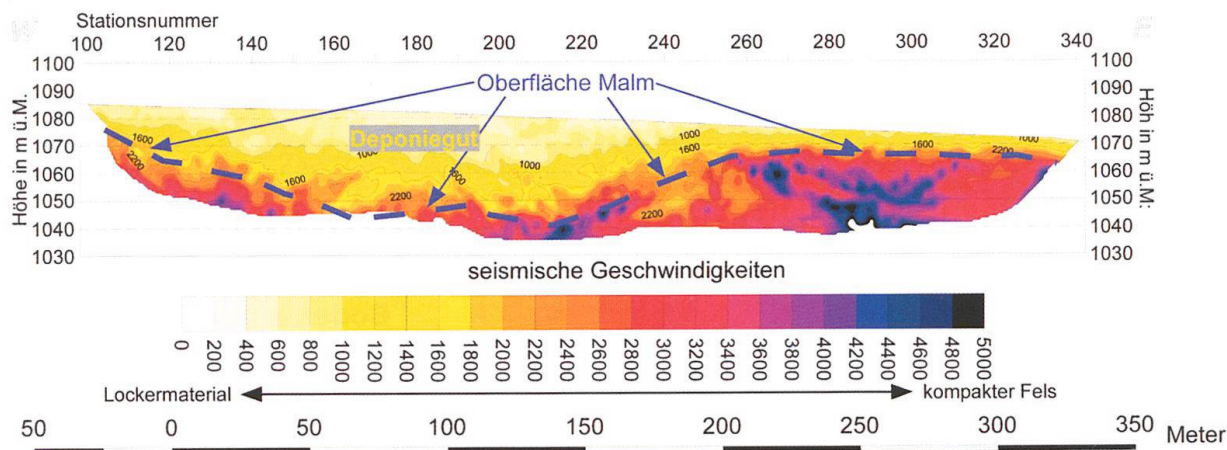 Stationsnummer
100 120 140 160 180 200 220 240 260 280 300 320 340
Höhe in m ü.M.
1100
1090
1080
1070
1060
1050
1040
1030
Oberfläche Malm
Deponiegut
1600
2200
1600
2200
1600
1000
1000
2200
1000
1600
2200
1100
1090
1080
1070
1060
1050
1040
1030
Höh in m ü.M:
seismische Geschwindigkeiten
0 200 400 600 800 1000 1200 1400 1600 1800 2000 2200 2400 2600 2800 3000 3200 3400 3600 3800 4000 4200 4400 4600 4800 5000
Lockermaterial kompakter Fels
50 0 50 100 150 200 250 300 350 Meter